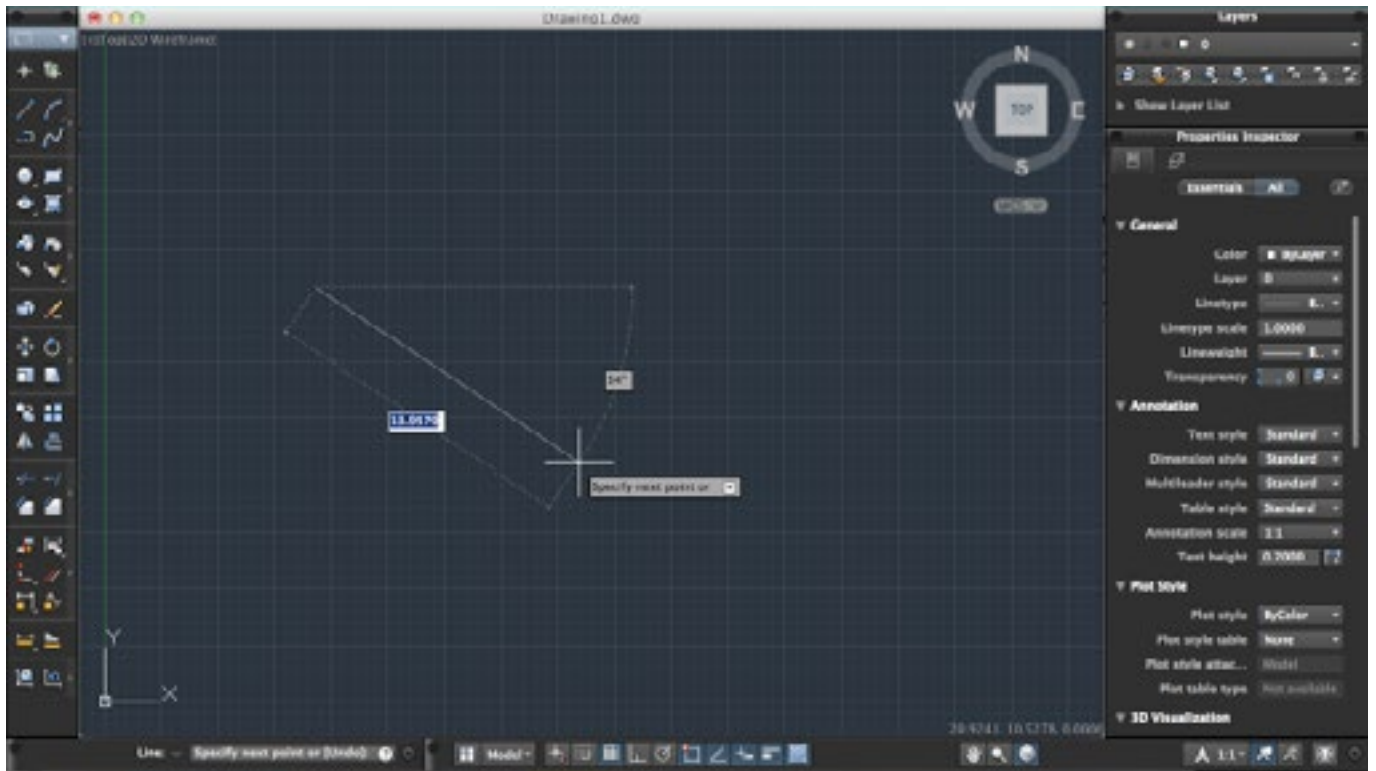 Drawing1.dwg
N
W
TOP
S
Y
X
Specify next point or
Line
Specify next point or [Undo]:
Model
1:1
Layers
0
Show Layer List
Properties Inspector
Essentials All
General
Color ByLayer
Layer 0
Linetype
Linetype scale 1.0000
Lineweight
Transparency 0
Annotation
Text style Standard
Dimension style Standard
Multileader style Standard
Table style Standard
Annotation scale 1:1
Text height 0.2000
Plot Style
Plot style ByColor
Plot style table None
Plot style attac... Model
Plot table type Not available
3D Visualization